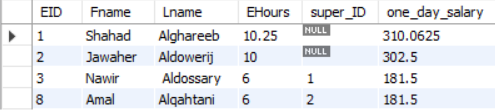 EID Fname Lname EHours super_ID one_day_salary
1 Shahad Alghareeb 10.25 NULL 310.0625
2 Jawaher Aldowerij 10 NULL 302.5
3 Nawir Aldossary 6 1 181.5
8 Amal Alqahtani 6 2 181.5